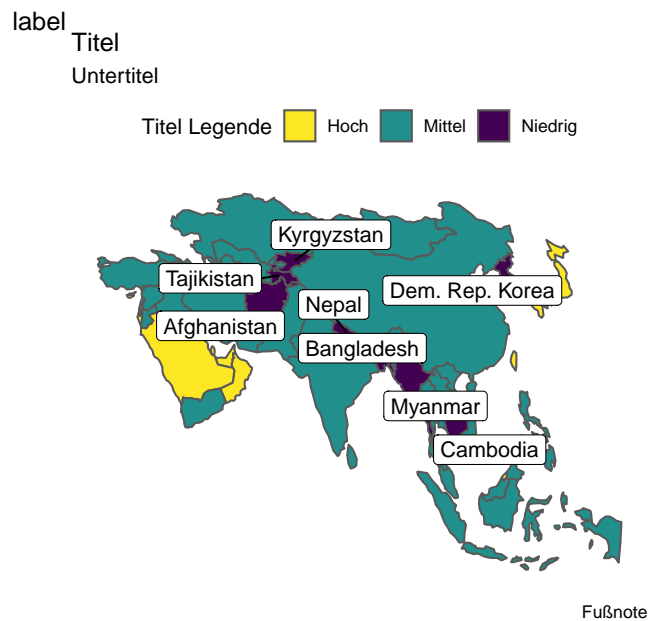 label
Titel
Untertitel
Titel Legende Hoch Mittel Niedrig
Kyrgyzstan
Tajikistan
Dem. Rep. Korea
Nepal
Afghanistan
Bangladesh
Myanmar
Cambodia
Fußnote